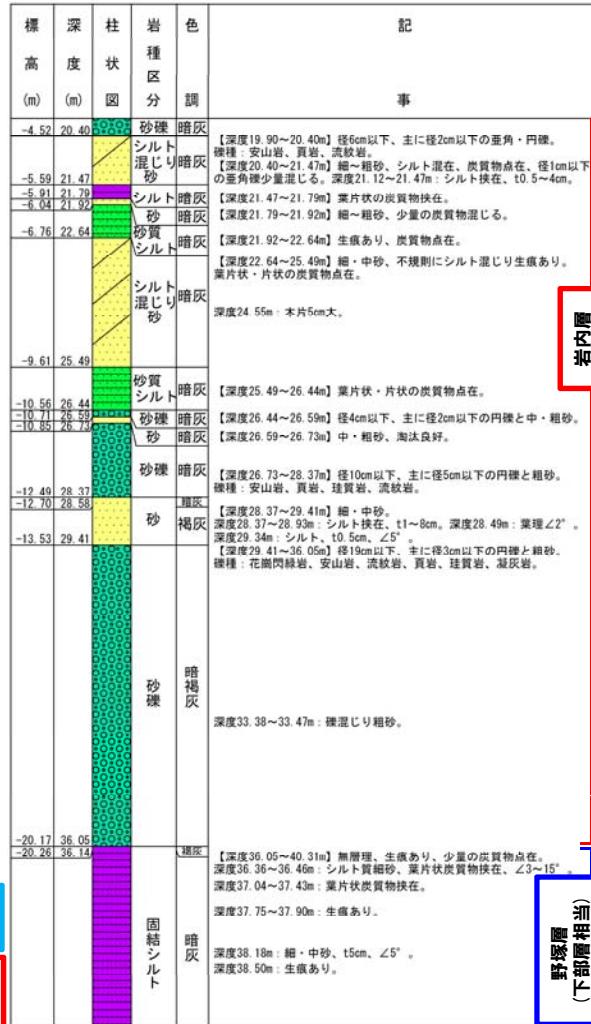 標高(m) 深度(m) 柱状図 岩種区分 色調 記事
-4.52 20.40 砂礫 暗灰
【深度19.90～20.40m】径6cm以下、主に径2cm以下の亜角・円礫。
礫種：安山岩、頁岩、流紋岩。
-5.59 21.47 シルト混じり砂 暗灰
【深度20.40～21.47m】細～粗砂、シルト混在、炭質物点在、径1cm以下
の亜角礫少量混じる。深度21.12～21.47m：シルト挟在、t0.5～4cm。
-5.91 21.79 シルト 暗灰
【深度21.47～21.79m】葉片状の炭質物挟在。
-6.04 21.92 砂 暗灰
【深度21.79～21.92m】細～粗砂、少量の炭質物混じる。
-6.76 22.64 砂質シルト 暗灰
【深度21.92～22.64m】生痕あり、炭質物点在。
-9.61 25.49 シルト混じり砂 暗灰
【深度22.64～25.49m】細・中砂、不規則にシルト混じり生痕あり。
葉片状・片状の炭質物点在。
深度24.55m：木片5cm大。
-10.56 26.44 砂質シルト 暗灰
【深度25.49～26.44m】葉片状・片状の炭質物点在。
-10.71 26.59 砂礫 暗灰
【深度26.44～26.59m】径4cm以下、主に径2cm以下の円礫と中・粗砂。
-10.85 26.73 砂 暗灰
【深度26.59～26.73m】中・粗砂、淘汰良好。
-12.49 28.37 砂礫 暗灰
【深度26.73～28.37m】径10cm以下、主に径5cm以下の円礫と粗砂。
礫種：安山岩、頁岩、珪質岩、流紋岩。
-12.70 28.58 暗灰
-13.53 29.41 砂 褐灰
【深度28.37～29.41m】細・中砂。
深度28.37～28.93m：シルト挟在、t1～8cm。深度28.49m：葉理∠2°。
深度29.34m：シルト、t0.5cm、∠5°。
-20.17 36.05 砂礫 暗褐灰
【深度29.41～36.05m】径19cm以下、主に径3cm以下の円礫と粗砂。
礫種：花崗閃緑岩、安山岩、流紋岩、頁岩、珪質岩、凝灰岩。
深度33.38～33.47m：礫混じり粗砂。
-20.26 36.14 褐灰
固結シルト 暗灰
【深度36.05～40.31m】無層理、生痕あり、少量の炭質物点在。
深度36.36～36.46m：シルト質細砂、葉片状炭質物挟在、∠3～15°。
深度37.04～37.43m：葉片状炭質物挟在。
深度37.75～37.90m：生痕あり。
深度38.18m：細・中砂、t5cm、∠5°。
深度38.50m：生痕あり。
岩内層
野塚層
(下部層相当)